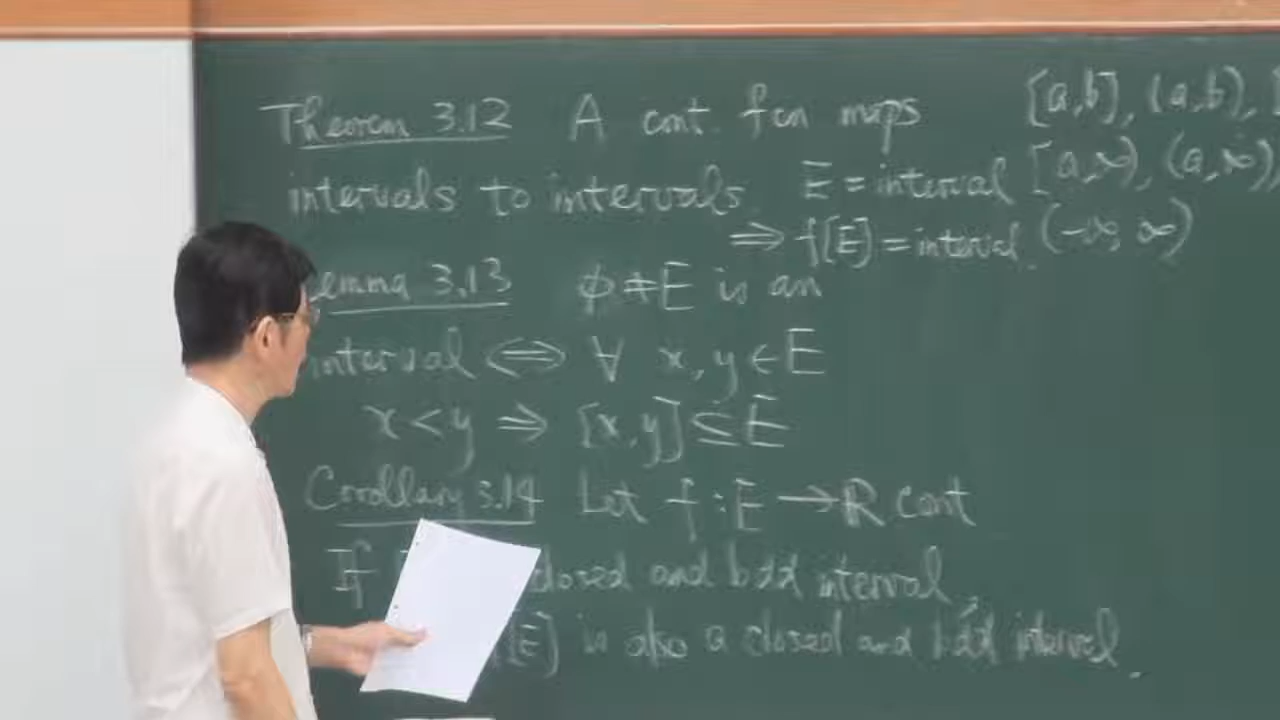 Theorem 3.12 A cont. fcn maps
intervals to intervals. E = interval
⇒ f[E] = interval.
[a,b], (a,b), [
[a,∞), (a,∞),
(-∞, ∞)
emma 3.13 ϕ≠E is an
interval ⇔ ∀ x, y ∈ E
x < y ⇒ [x,y] ⊆ E
Corollary 3.14 Let f : E → R cont
If closed and bdd interval,
[E] is also a closed and bdd interval.